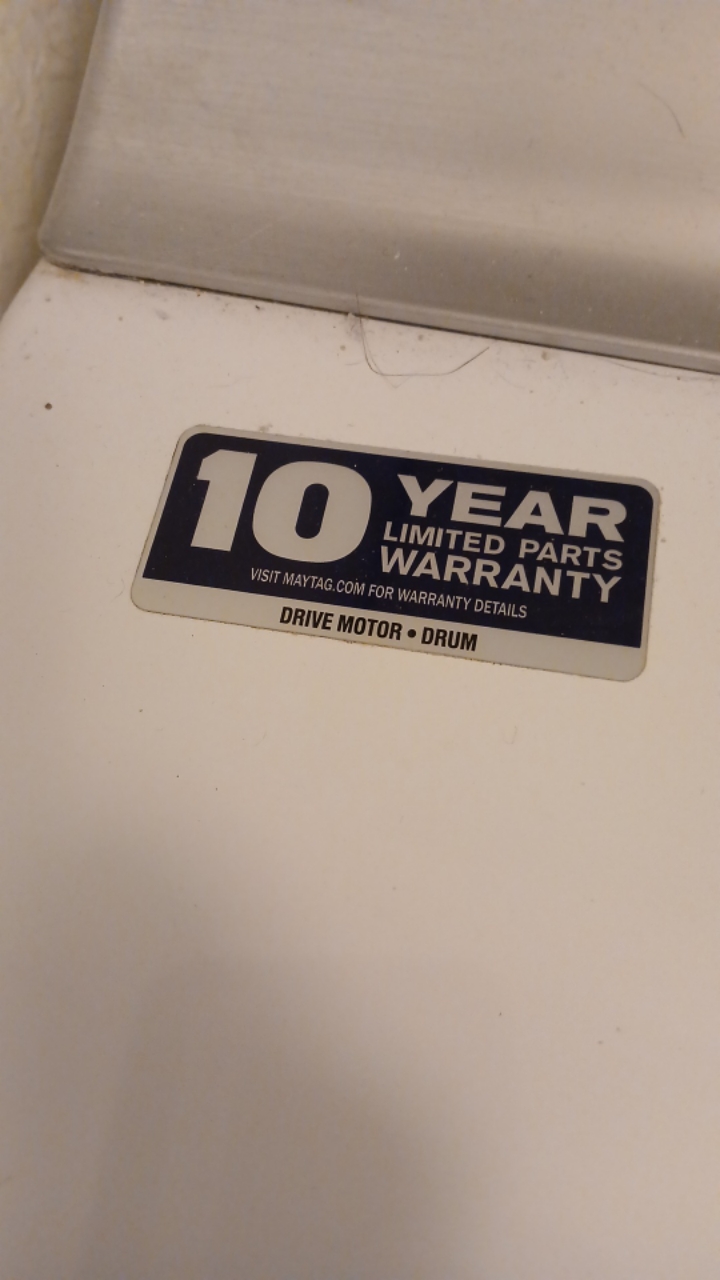 10 YEAR
LIMITED PARTS
WARRANTY
VISIT MAYTAG.COM FOR WARRANTY DETAILS
DRIVE MOTOR • DRUM